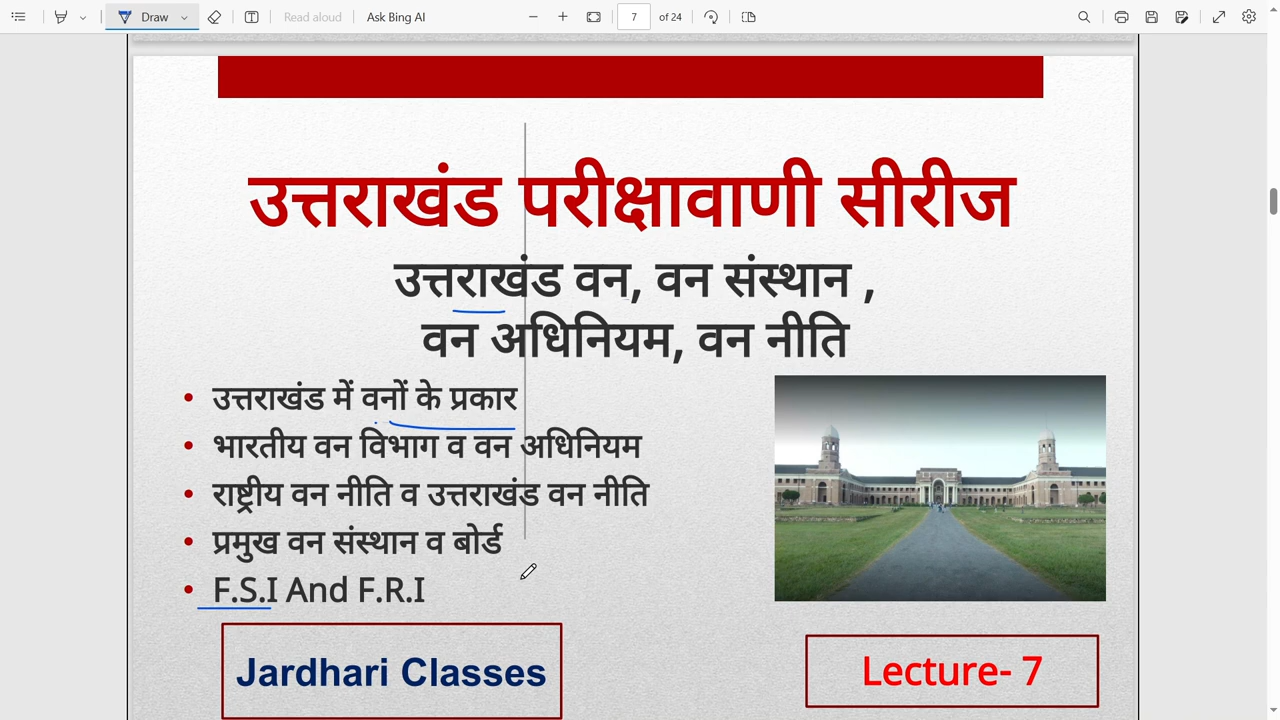 Draw
Read aloud
Ask Bing AI
7
of 24
उत्तराखंड परीक्षावाणी सीरीज
उत्तराखंड वन, वन संस्थान ,
वन अधिनियम, वन नीति
• उत्तराखंड में वनों के प्रकार
• भारतीय वन विभाग व वन अधिनियम
• राष्ट्रीय वन नीति व उत्तराखंड वन नीति
• प्रमुख वन संस्थान व बोर्ड
• F.S.I And F.R.I
Jardhari Classes
Lecture- 7